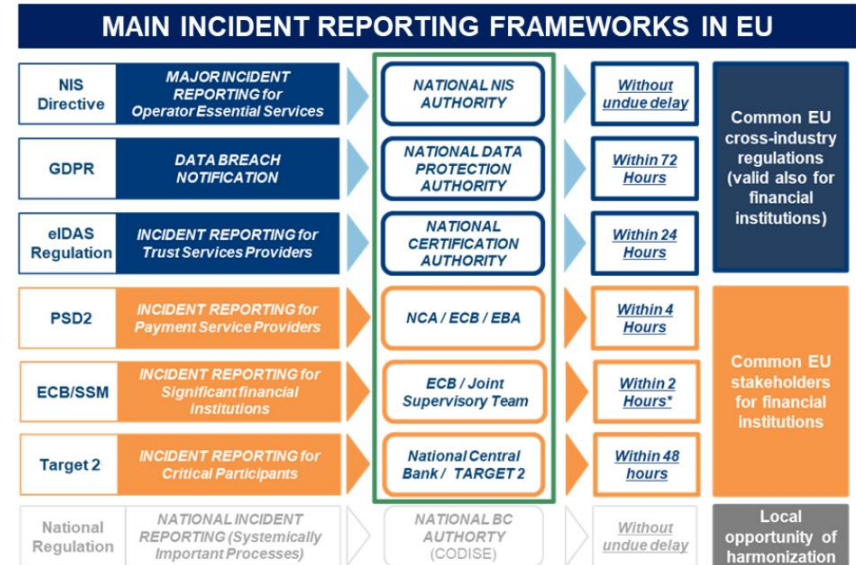 MAIN INCIDENT REPORTING FRAMEWORKS IN EU
NIS
Directive
MAJOR INCIDENT
REPORTING for
Operator Essential Services
NATIONAL NIS
AUTHORITY
Without
undue delay
GDPR
DATA BREACH
NOTIFICATION
NATIONAL DATA
PROTECTION
AUTHORITY
Within 72
Hours
eIDAS
Regulation
INCIDENT REPORTING for
Trust Services Providers
NATIONAL
CERTIFICATION
AUTHORITY
Within 24
Hours
Common EU
cross-industry
regulations
(valid also for
financial
institutions)
PSD2
INCIDENT REPORTING for
Payment Service Providers
NCA / ECB / EBA
Within 4
Hours
ECB/SSM
INCIDENT REPORTING for
Significant financial
institutions
ECB / Joint
Supervisory Team
Within 2
Hours*
Target 2
INCIDENT REPORTING for
Critical Participants
National Central
Bank / TARGET 2
Within 48
hours
Common EU
stakeholders
for financial
institutions
National
Regulation
NATIONAL INCIDENT
REPORTING (Systemically
Important Processes)
NATIONAL BC
AUTHORTY
(CODISE)
Without
undue delay
Local
opportunity of
harmonization